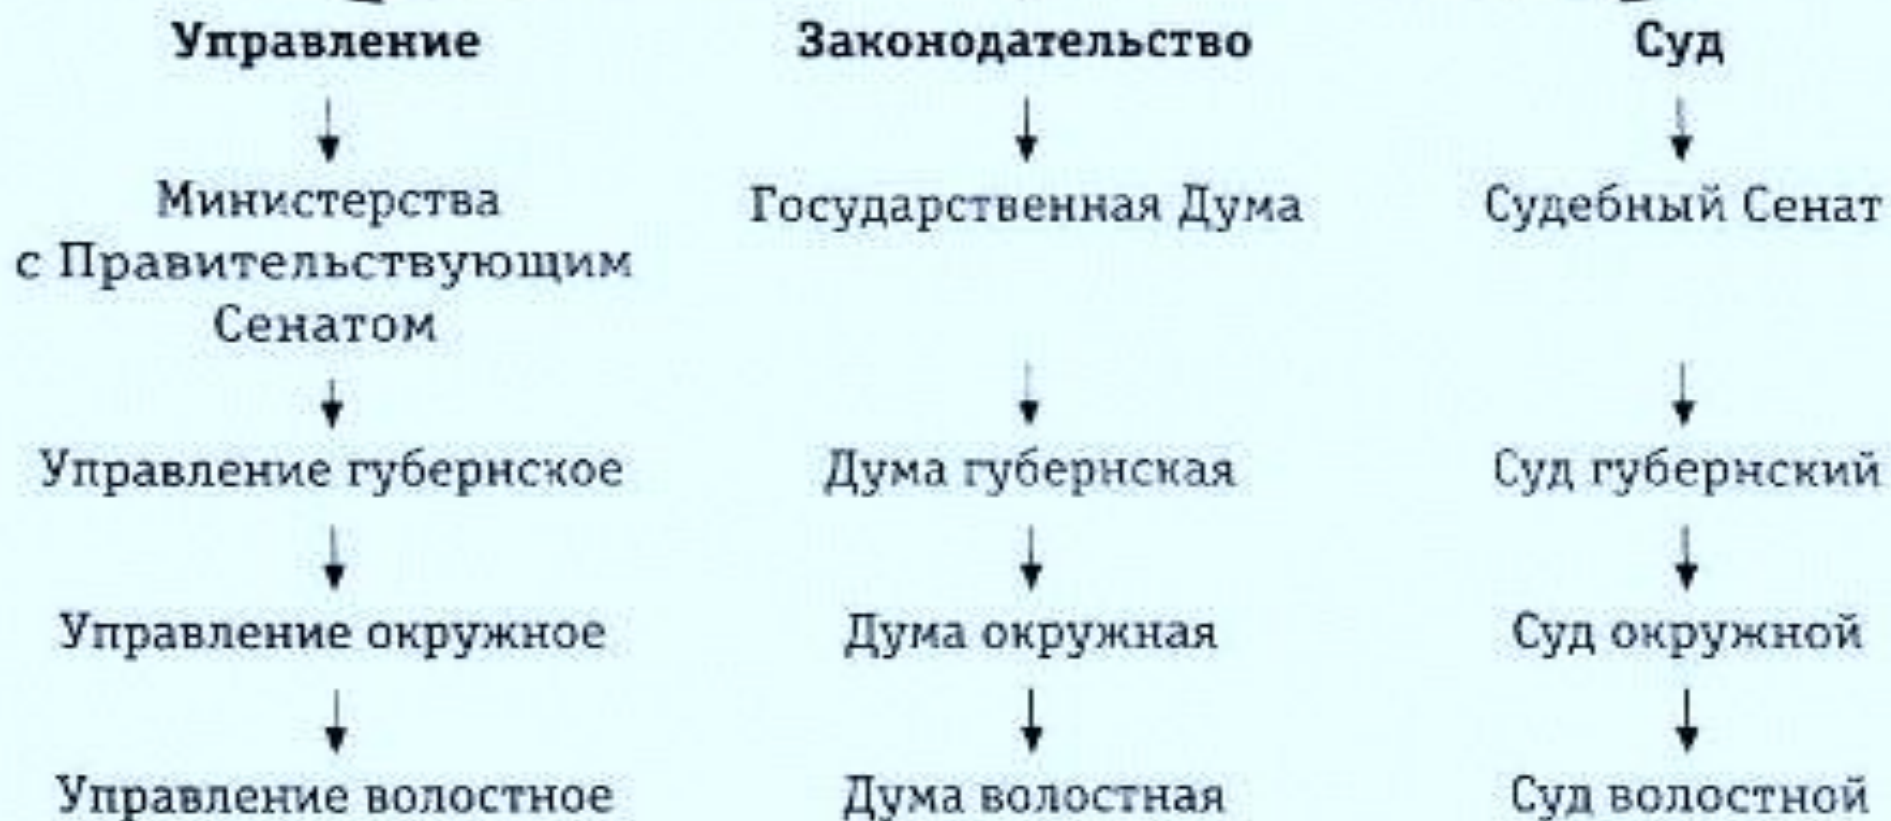 Управление
Законодательство
Суд
Министерства
с Правительствующим
Сенатом
Государственная Дума
Судебный Сенат
Управление губернское
Дума губернская
Суд губернский
Управление окружное
Дума окружная
Суд окружной
Управление волостное
Дума волостная
Суд волостной